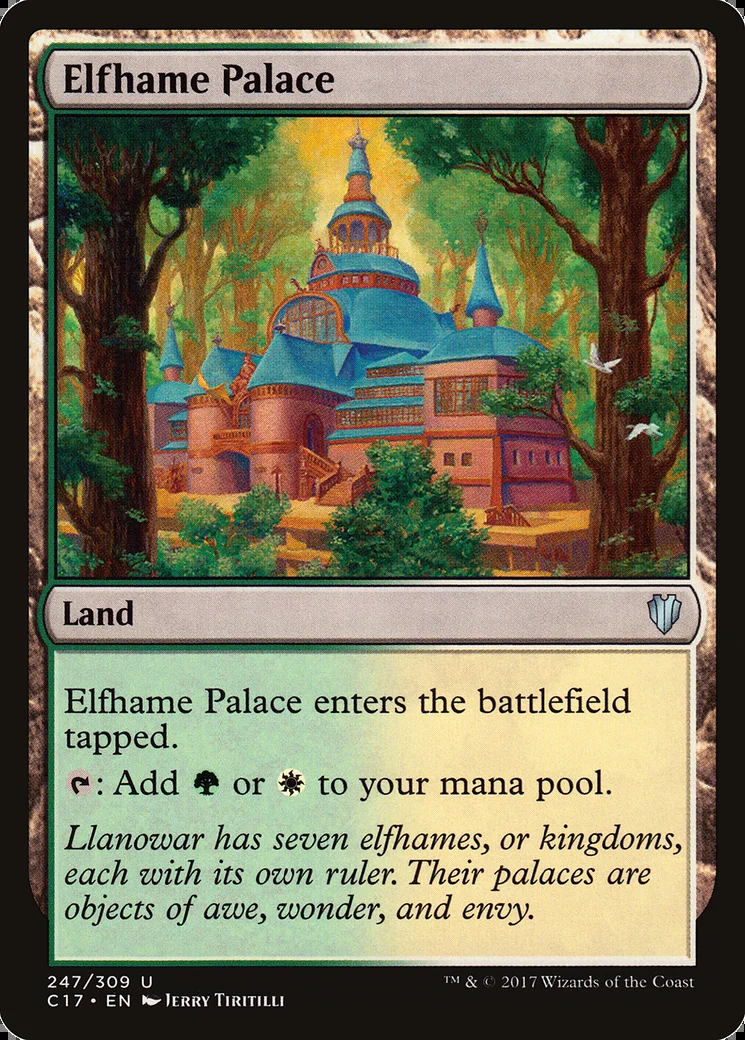 Elfhame Palace
Land
Elfhame Palace enters the battlefield
tapped.
: Add or to your mana pool.
Llanowar has seven elfhames, or kingdoms,
each with its own ruler. Their palaces are
objects of awe, wonder, and envy.
247/309 U
™ & © 2017 Wizards of the Coast
C17 • EN Jerry Tiritilli